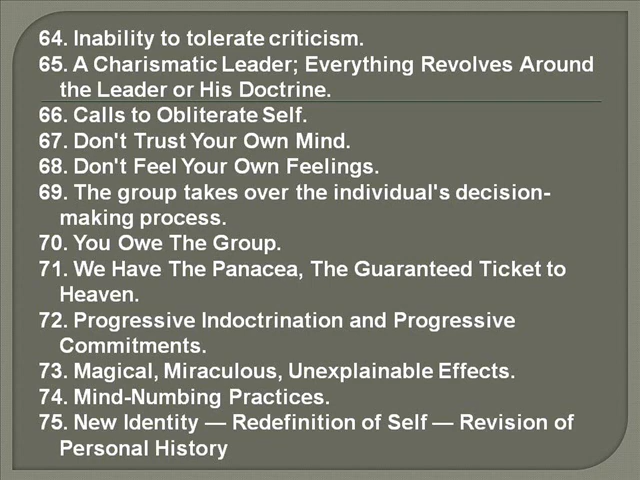 64. Inability to tolerate criticism.
65. A Charismatic Leader; Everything Revolves Around
the Leader or His Doctrine.
66. Calls to Obliterate Self.
67. Don't Trust Your Own Mind.
68. Don't Feel Your Own Feelings.
69. The group takes over the individual's decision-
making process.
70. You Owe The Group.
71. We Have The Panacea, The Guaranteed Ticket to
Heaven.
72. Progressive Indoctrination and Progressive
Commitments.
73. Magical, Miraculous, Unexplainable Effects.
74. Mind-Numbing Practices.
75. New Identity — Redefinition of Self — Revision of
Personal History